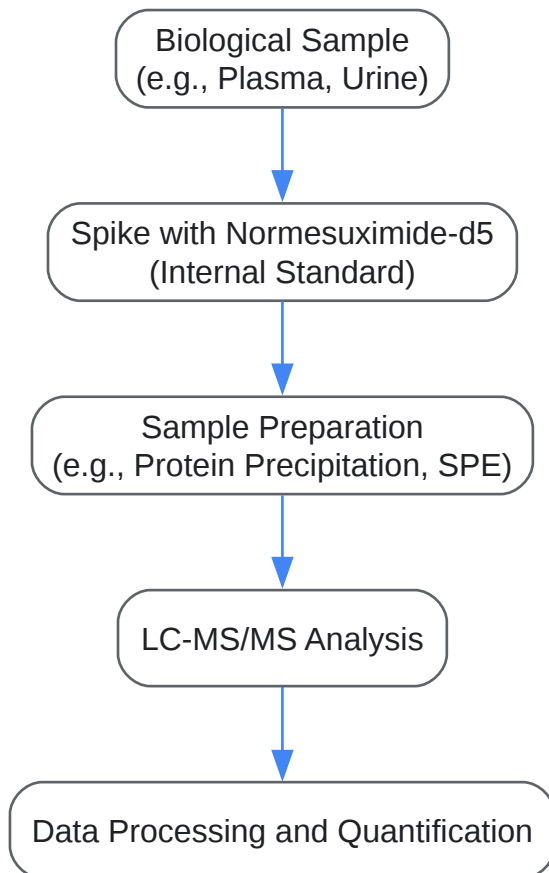 Biological Sample
(e.g., Plasma, Urine)
Spike with Normesuximide-d5
(Internal Standard)
Sample Preparation
(e.g., Protein Precipitation, SPE)
LC-MS/MS Analysis
Data Processing and Quantification